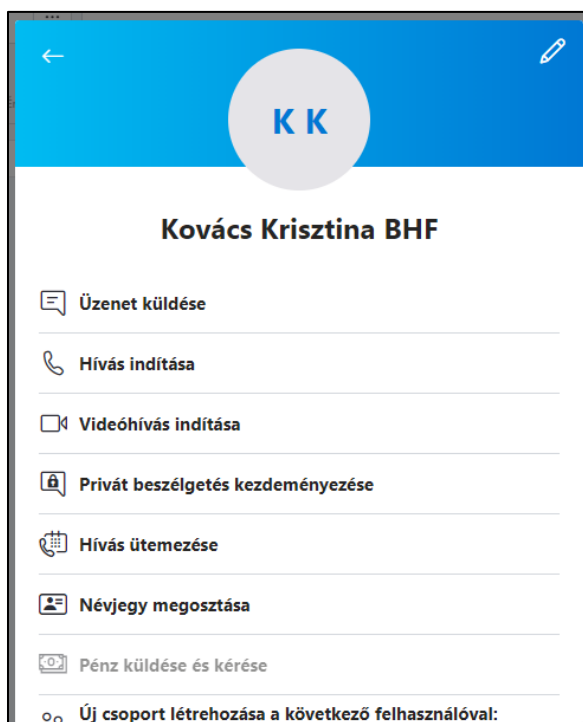 K K
Kovács Krisztina BHF
Üzenet küldése
Hívás indítása
Videóhívás indítása
Privát beszélgetés kezdeményezése
Hívás ütemezése
Névjegy megosztása
Pénz küldése és kérése
Új csoport létrehozása a következő felhasználóval: